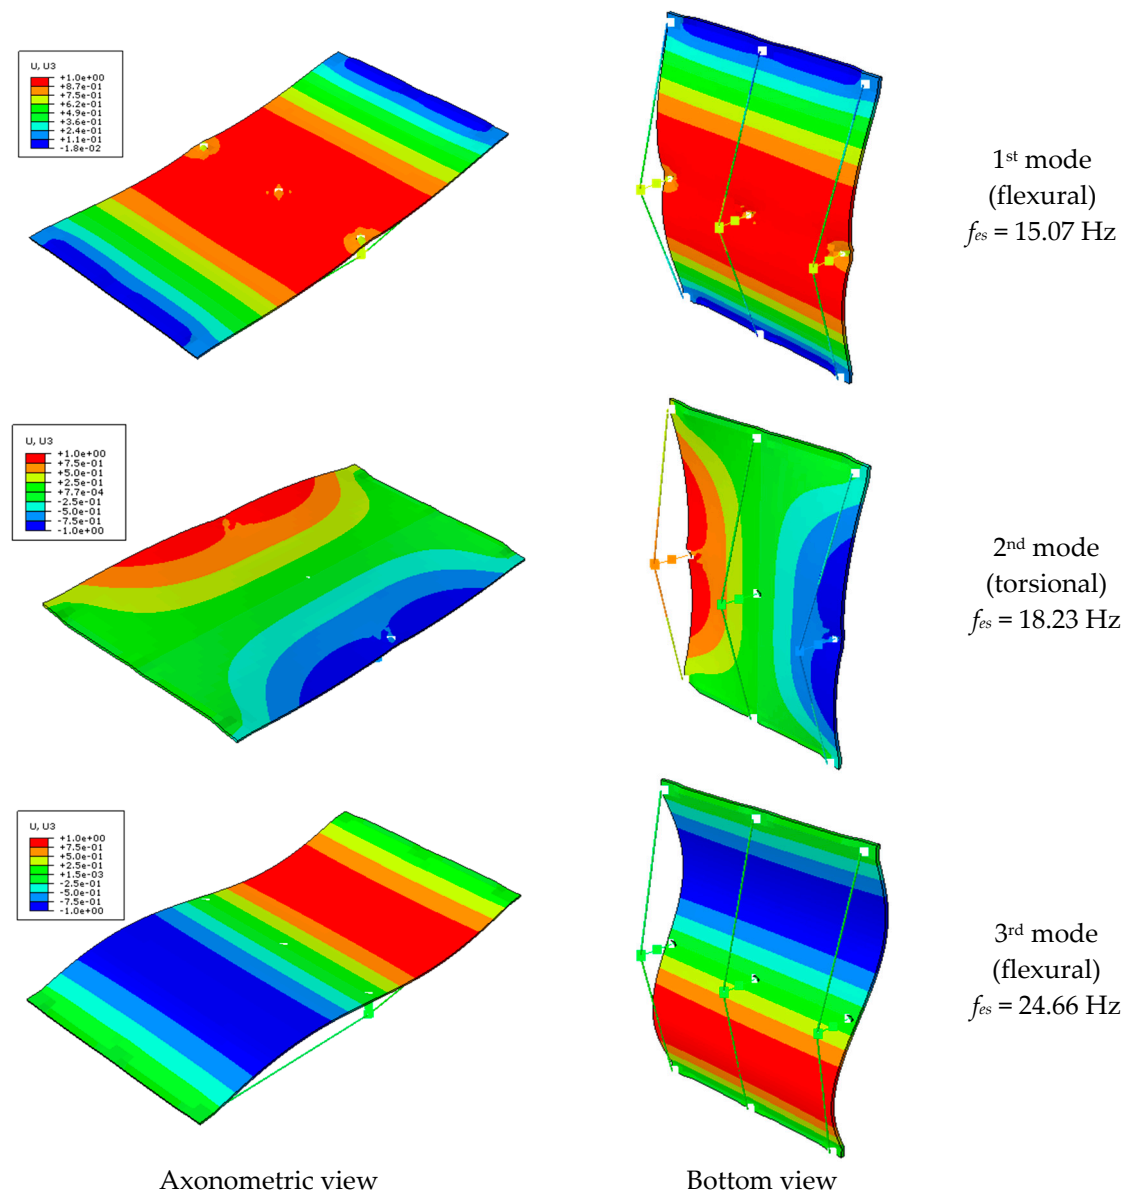 U, U3
+1.0e+00
+8.7e-01
+7.5e-01
+6.2e-01
+4.9e-01
+3.6e-01
+2.4e-01
+1.1e-01
-1.8e-02
1st mode
(flexural)
fes = 15.07 Hz
U, U3
+1.0e+00
+7.5e-01
+5.0e-01
+2.5e-01
+7.7e-04
-2.5e-01
-5.0e-01
-7.5e-01
-1.0e+00
2nd mode
(torsional)
fes = 18.23 Hz
U, U3
+1.0e+00
+7.5e-01
+5.0e-01
+2.5e-01
+1.5e-03
-2.5e-01
-5.0e-01
-7.5e-01
-1.0e+00
3rd mode
(flexural)
fes = 24.66 Hz
Axonometric view
Bottom view